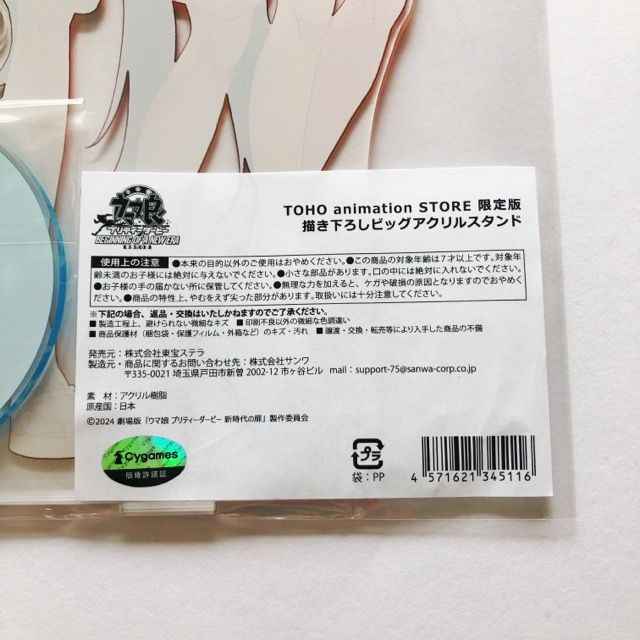 ウマ娘
プリティーダービー
BEGINNING OF A NEW ERA
TOHO animation STORE 限定版
描き下ろしビッグアクリルスタンド
使用上の注意 ●本来の目的以外のご使用はおやめください。●この商品の対象年齢は7才以上です。対象年
齢未満のお子様には絶対に与えないでください。●小さな部品があります。口の中には絶対に入れないでください。
●お子様の手の届かない所に保管してください。●無理な力を加えると、ケガや破損の原因となりますのでおやめく
ださい。●商品の特性上、やむをえず尖った部分があります。取扱いには十分注意してください。
※下記の場合、返品・交換はいたしかねますのでご了承ください。
■製造工程上、避けられない微細なキズ ■印刷不良以外の微細な色調違い
■商品保護材（梱包袋・保護フィルム・外箱など）のキズ・汚れ ■譲渡・交換・転売等により入手した商品の不備
発売元：株式会社東宝ステラ
製造元・商品に関するお問い合わせ先：株式会社サンワ
〒335-0021 埼玉県戸田市新曽 2002-12 市ヶ谷ビル mail：support-75@sanwa-corp.co.jp
素 材：アクリル樹脂
原産国：日本
©2024 劇場版「ウマ娘 プリティーダービー 新時代の扉」製作委員会
Cygames
版権許諾証
プラ
袋：PP
4 571621 345116